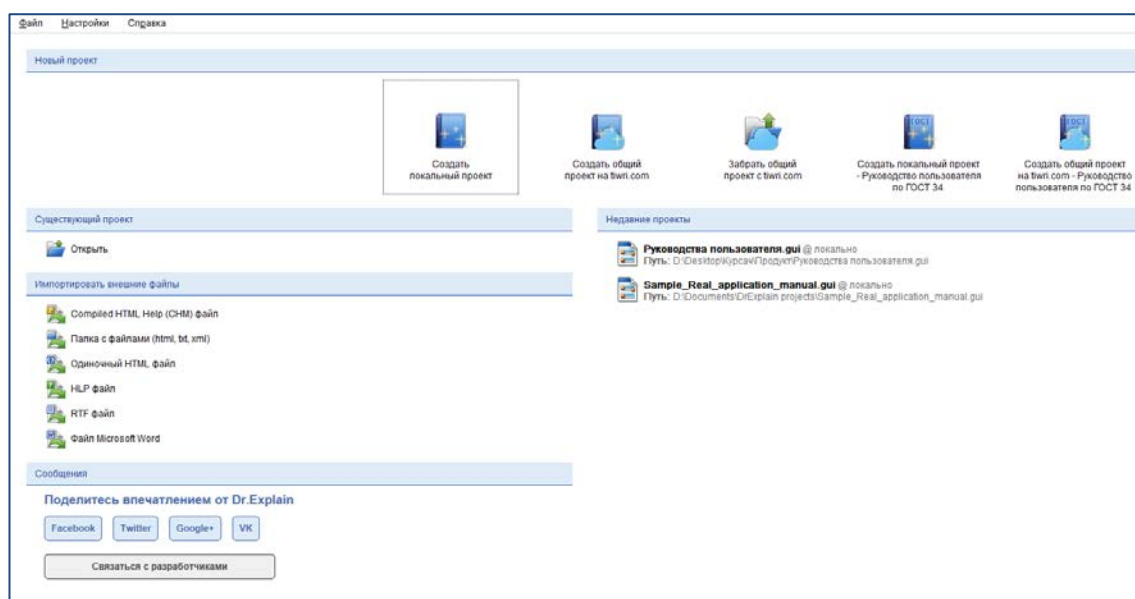 Файл Настройки Справка
Новый проект
Создать
локальный проект
Создать общий
проект на tiwri.com
Забрать общий
проект с tiwri.com
Создать локальный проект
- Руководство пользователя
по ГОСТ 34
Создать общий проект
на tiwri.com - Руководство
пользователя по ГОСТ 34
Существующий проект
Открыть
Импортировать внешние файлы
Compiled HTML Help (CHM) файл
Папка с файлами (html, txt, xml)
Одиночный HTML файл
HLP файл
RTF файл
Файл Microsoft Word
Недавние проекты
Руководства пользователя.gui @ локально
Путь: D:\Desktop\Курсач\Продукт\Руководства пользователя.gui
Sample_Real_application_manual.gui @ локально
Путь: D:\Documents\DrExplain projects\Sample_Real_application_manual.gui
Сообщения
Поделитесь впечатлением от Dr.Explain
Facebook Twitter Google+ VK
Связаться с разработчиками